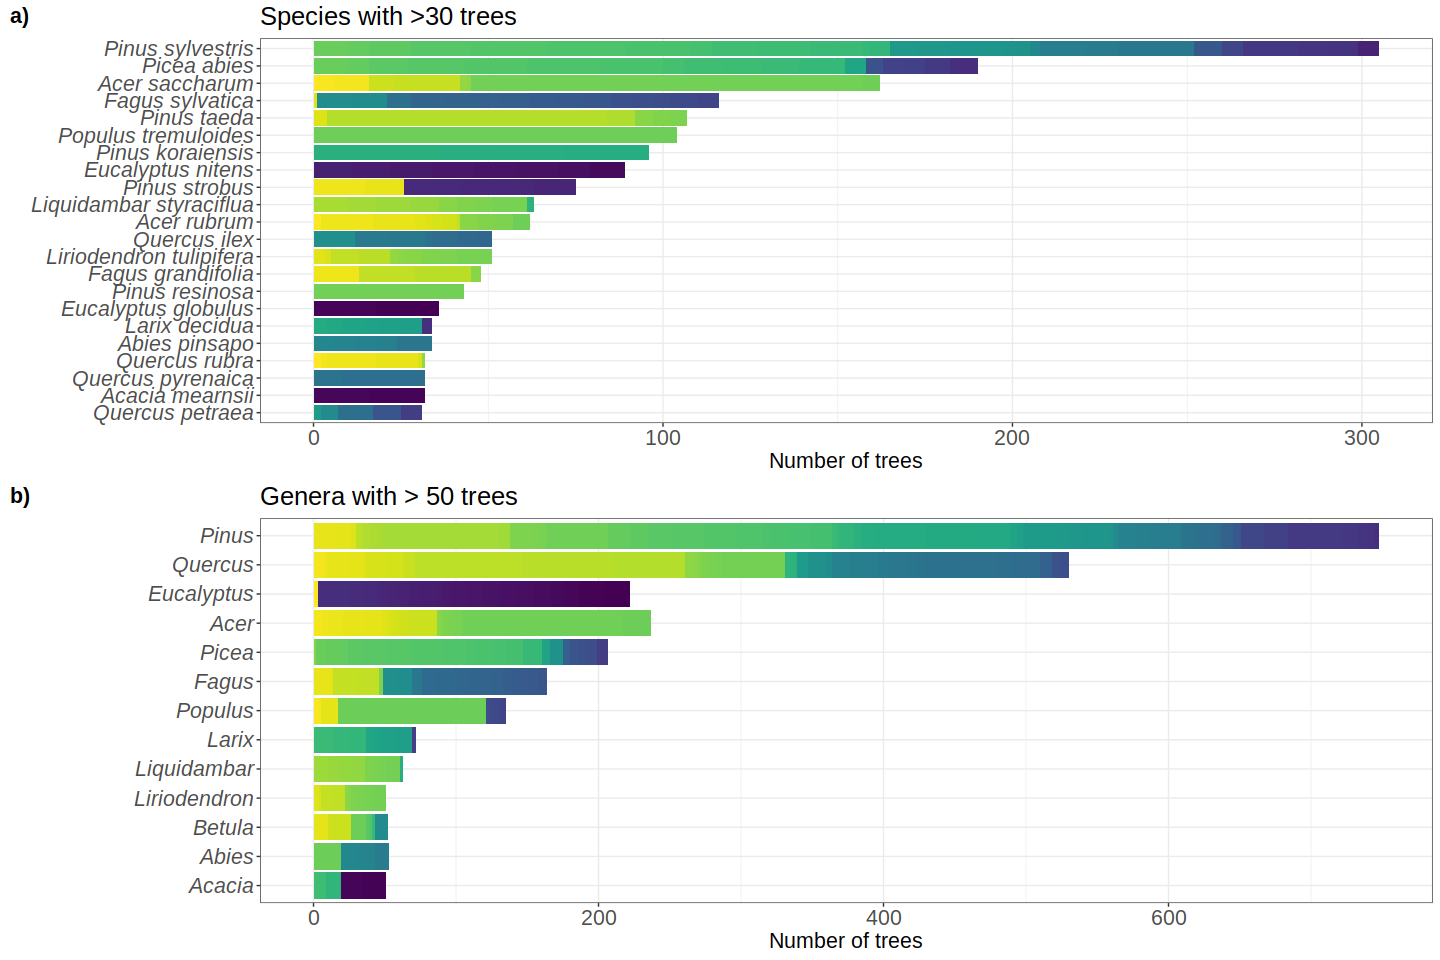 a)
Species with >30 trees
Pinus sylvestris
Picea abies
Acer saccharum
Fagus sylvatica
Pinus taeda
Populus tremuloides
Pinus koraiensis
Eucalyptus nitens
Pinus strobus
Liquidambar styraciflua
Acer rubrum
Quercus ilex
Liriodendron tulipifera
Fagus grandifolia
Pinus resinosa
Eucalyptus globulus
Larix decidua
Abies pinsapo
Quercus rubra
Quercus pyrenaica
Acacia mearnsii
Quercus petraea
0 100 200 300
Number of trees
b)
Genera with > 50 trees
Pinus
Quercus
Eucalyptus
Acer
Picea
Fagus
Populus
Larix
Liquidambar
Liriodendron
Betula
Abies
Acacia
0 200 400 600
Number of trees